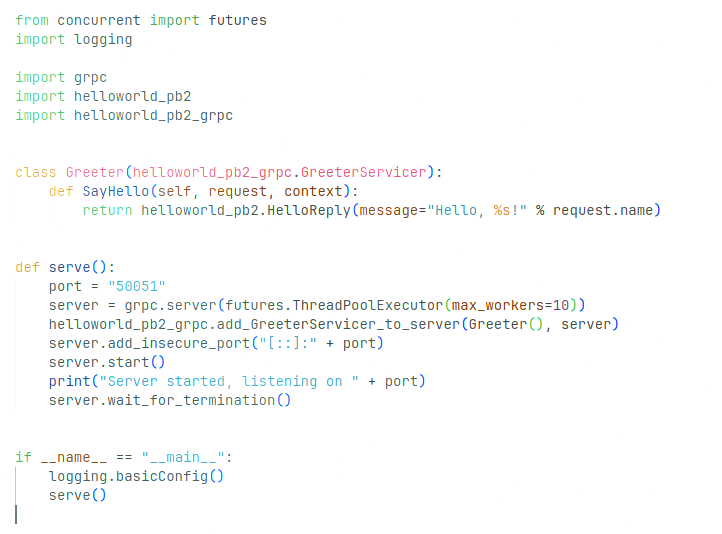 from concurrent import futures
import logging

import grpc
import helloworld_pb2
import helloworld_pb2_grpc


class Greeter(helloworld_pb2_grpc.GreeterServicer):
    def SayHello(self, request, context):
        return helloworld_pb2.HelloReply(message="Hello, %s!" % request.name)


def serve():
    port = "50051"
    server = grpc.server(futures.ThreadPoolExecutor(max_workers=10))
    helloworld_pb2_grpc.add_GreeterServicer_to_server(Greeter(), server)
    server.add_insecure_port("[::]:" + port)
    server.start()
    print("Server started, listening on " + port)
    server.wait_for_termination()


if __name__ == "__main__":
    logging.basicConfig()
    serve()